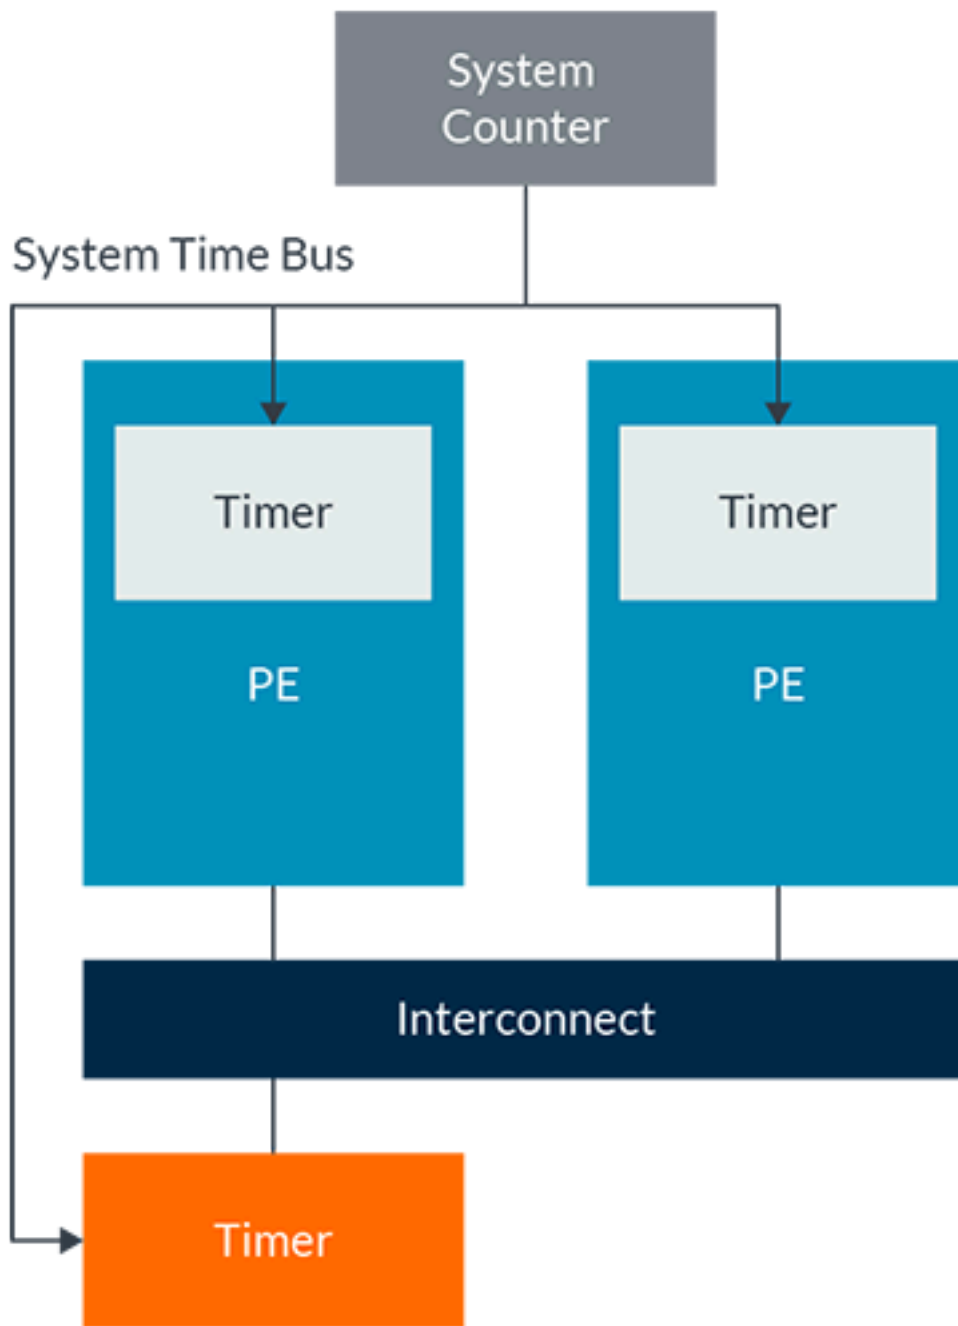 System
Counter
System Time Bus
Timer
Timer
PE
PE
Interconnect
Timer